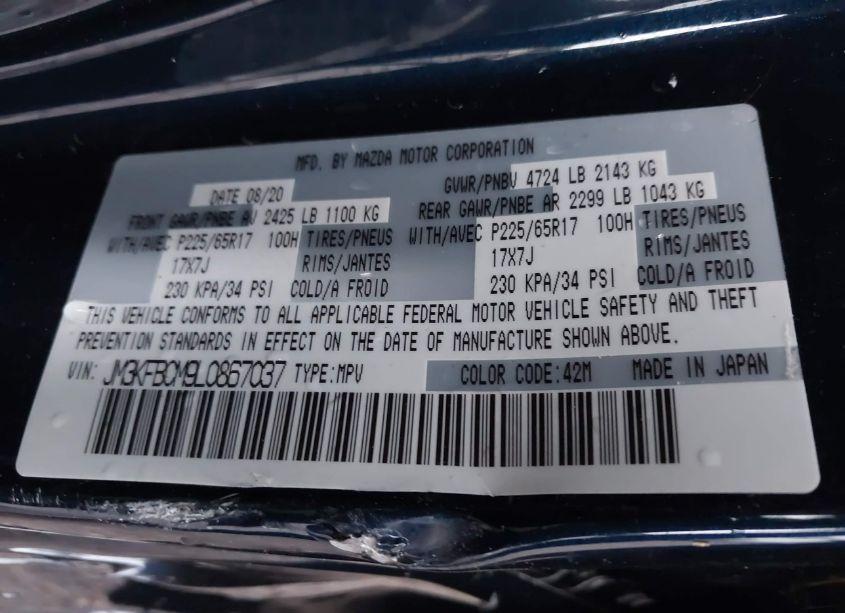 MFD. BY MAZDA MOTOR CORPORATION
DATE 08/20 GVWR/PNBV 4724 LB 2143 KG
FRONT GAWR/PNBE AV 2425 LB 1100 KG REAR GAWR/PNBE AR 2299 LB 1043 KG
WITH/AVEC P225/65R17 100H TIRES/PNEUS WITH/AVEC P225/65R17 100H TIRES/PNEUS
17X7J RIMS/JANTES 17X7J RIMS/JANTES
230 KPA/34 PSI COLD/A FROID 230 KPA/34 PSI COLD/A FROID
THIS VEHICLE CONFORMS TO ALL APPLICABLE FEDERAL MOTOR VEHICLE SAFETY AND THEFT
PREVENTION STANDARDS IN EFFECT ON THE DATE OF MANUFACTURE SHOWN ABOVE.
VIN: JM3KFBCM9L0867037 TYPE:MPV COLOR CODE:42M MADE IN JAPAN